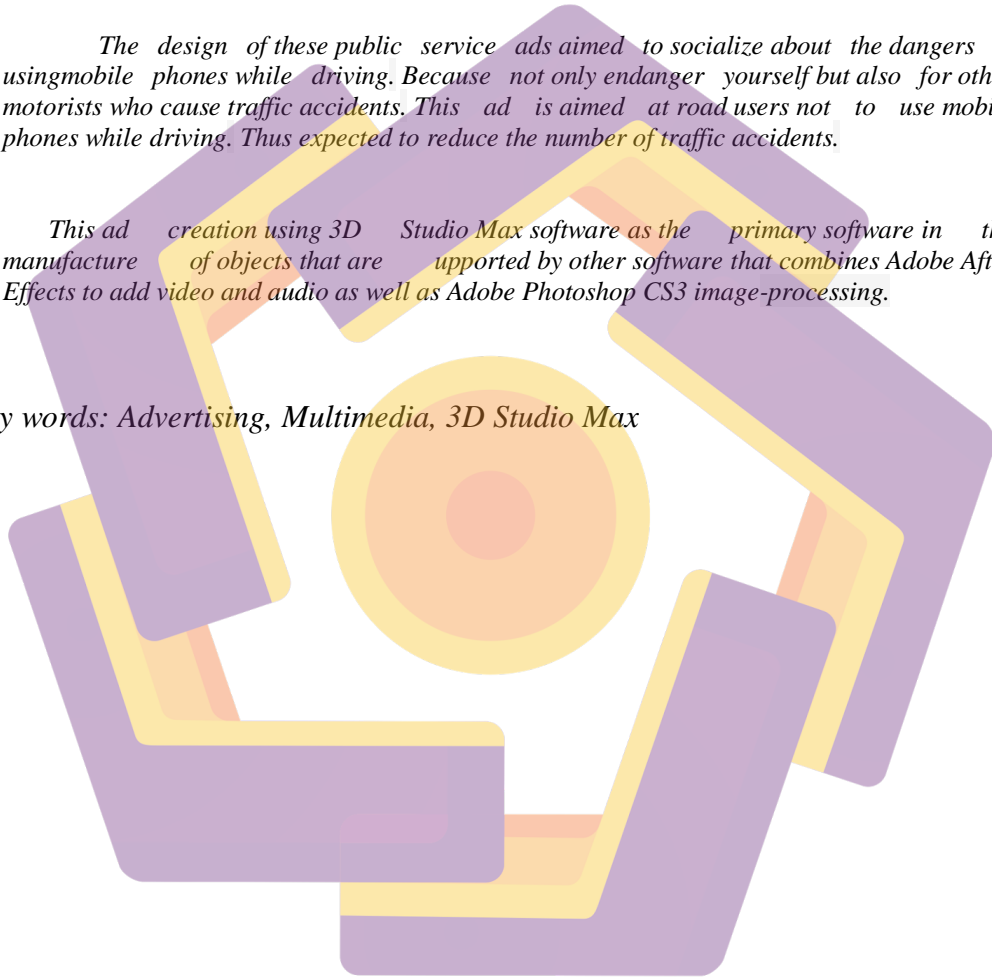 The design of these public service ads aimed to socialize about the dangers
usingmobile phones while driving. Because not only endanger yourself but also for oth
motorists who cause traffic accidents. This ad is aimed at road users not to use mobi
phones while driving. Thus expected to reduce the number of traffic accidents.
This ad creation using 3D Studio Max software as the primary software in th
manufacture of objects that are upported by other software that combines Adobe Aft
Effects to add video and audio as well as Adobe Photoshop CS3 image-processing.
y words: Advertising, Multimedia, 3D Studio Max